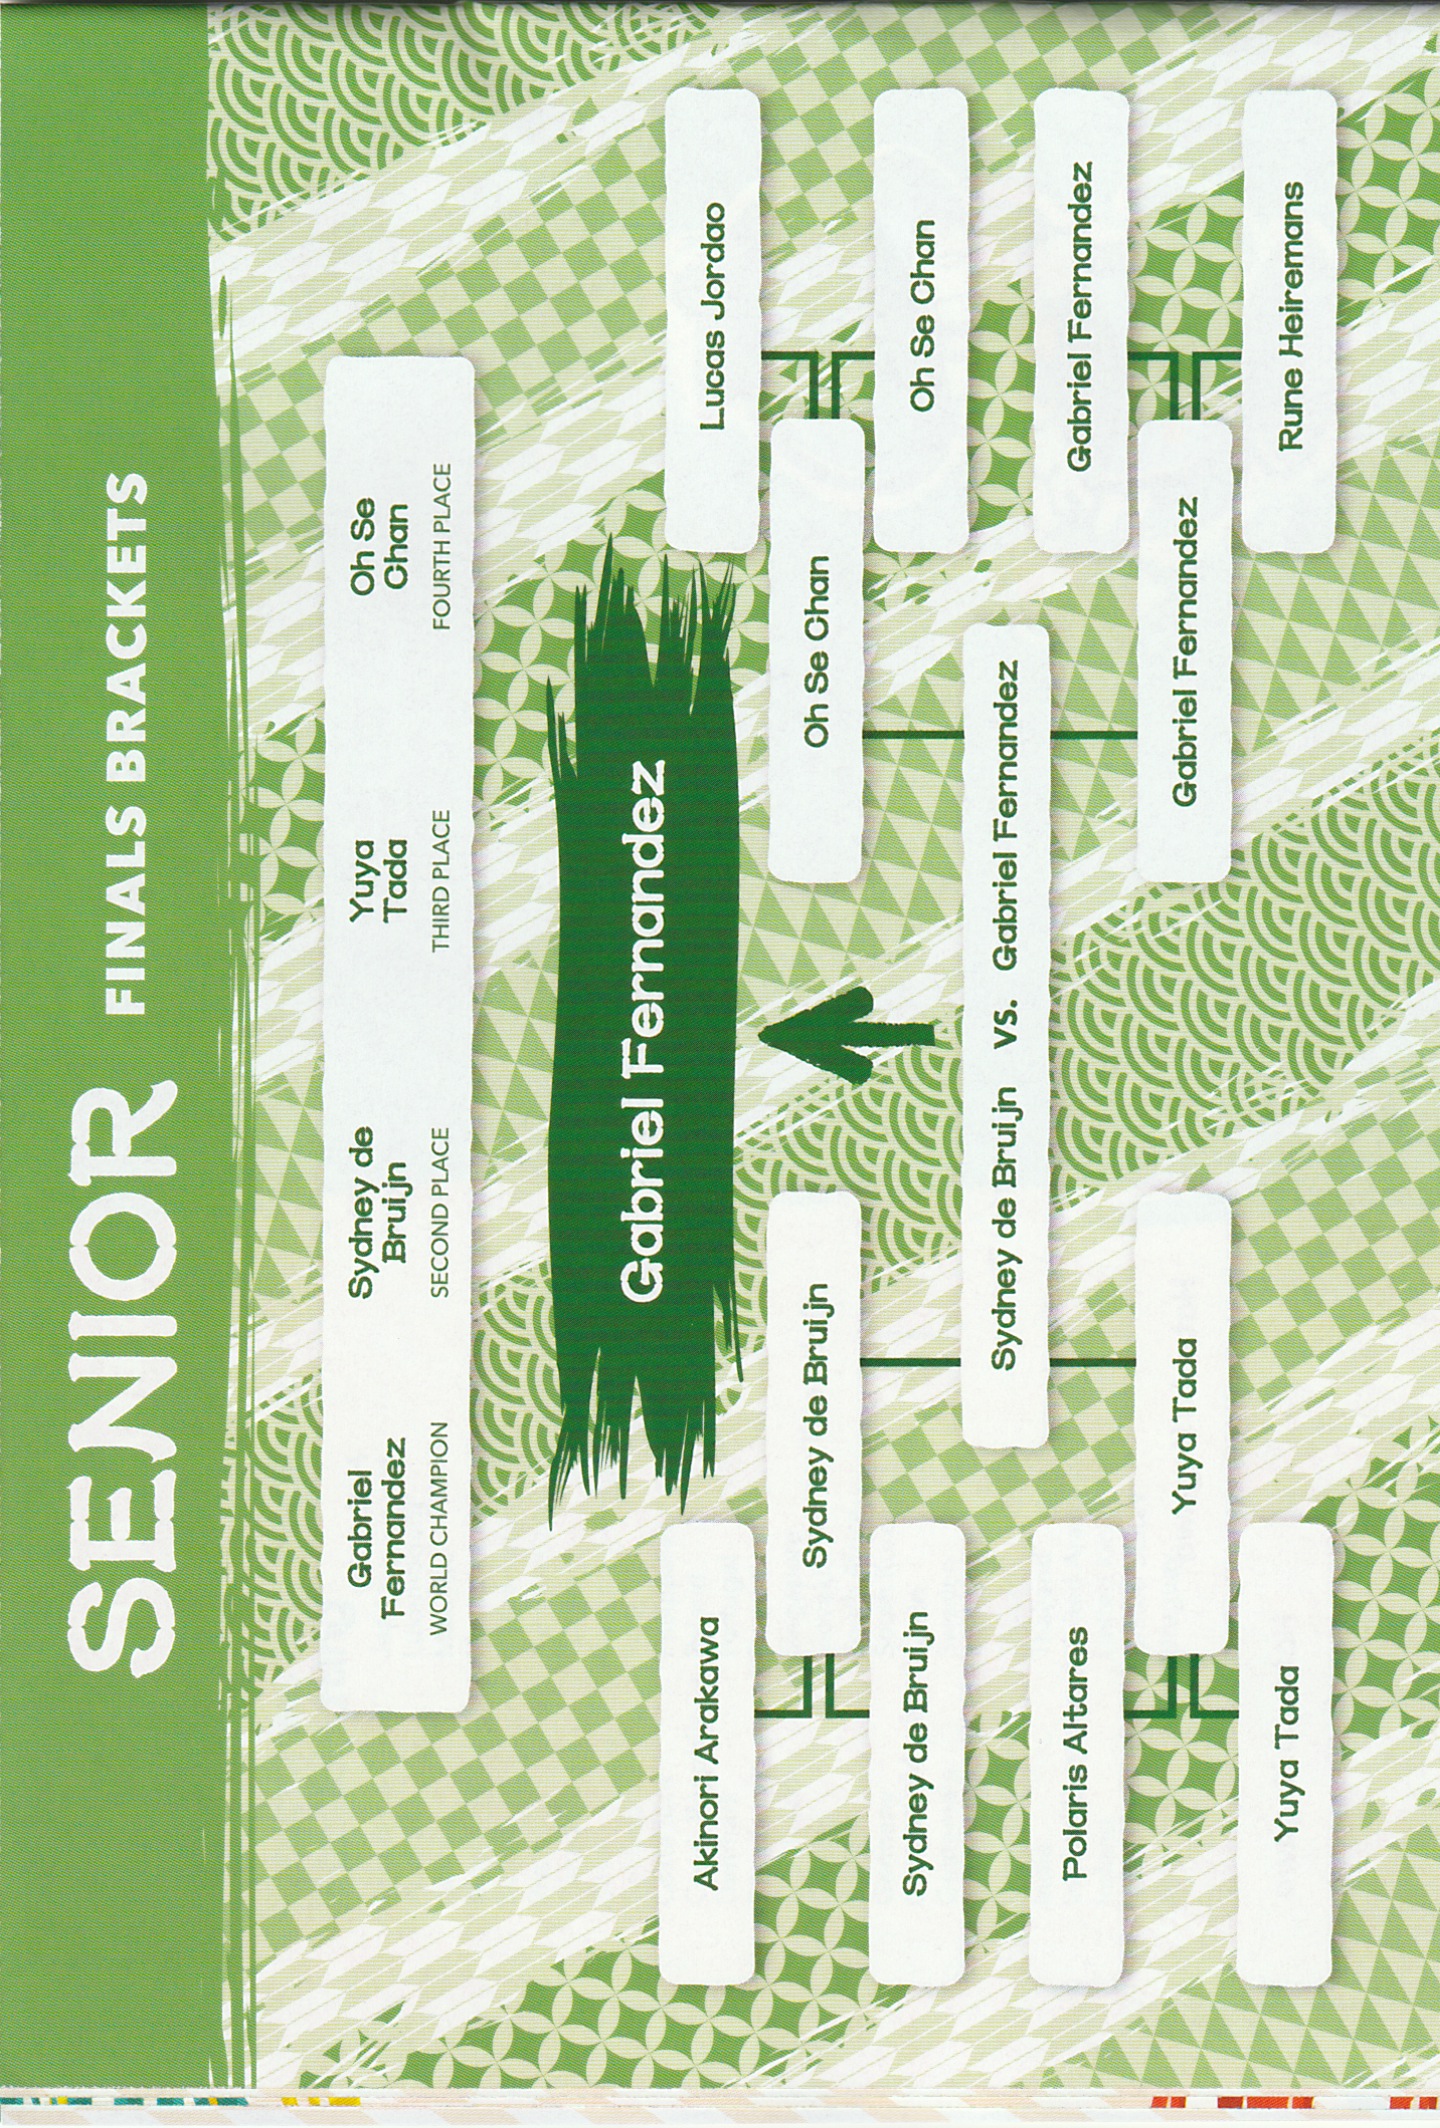 SENIOR FINALS BRACKETS
Gabriel
Fernandez
WORLD CHAMPION
Sydney de
Bruijn
SECOND PLACE
Yuya
Tada
THIRD PLACE
Oh Se
Chan
FOURTH PLACE
Gabriel Fernandez
Akinori Arakawa
Sydney de Bruijn
Sydney de Bruijn
Polaris Altares
Yuya Tada
Yuya Tada
Sydney de Bruijn VS. Gabriel Fernandez
Lucas Jordao
Oh Se Chan
Oh Se Chan
Gabriel Fernandez
Gabriel Fernandez
Rune Heiremans